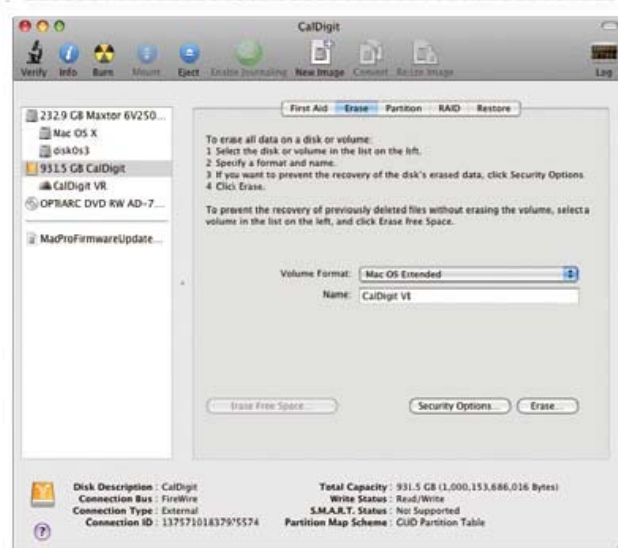 CalDigit
Verify Info Burn Mount Eject Enable Journaling New Image Convert Resize Image Log
232.9 GB Maxtor 6V250...
Mac OS X
disk0s3
931.5 GB CalDigit
CalDigit VR
OPTIARC DVD RW AD-7...
MacProFirmwareUpdate...
First Aid Erase Partition RAID Restore
To erase all data on a disk or volume:
1 Select the disk or volume in the list on the left.
2 Specify a format and name.
3 If you want to prevent the recovery of the disk's erased data, click Security Options.
4 Click Erase.
To prevent the recovery of previously deleted files without erasing the volume, select a
volume in the list on the left, and click Erase Free Space.
Volume Format: Mac OS Extended
Name: CalDigit VR
Erase Free Space... Security Options... Erase...
Disk Description : CalDigit
Connection Bus : FireWire
Connection Type : External
Connection ID : 1375710183795574
Total Capacity : 931.5 GB (1,000,153,686,016 Bytes)
Write Status : Read/Write
S.M.A.R.T. Status : Not Supported
Partition Map Scheme : GUID Partition Table
?